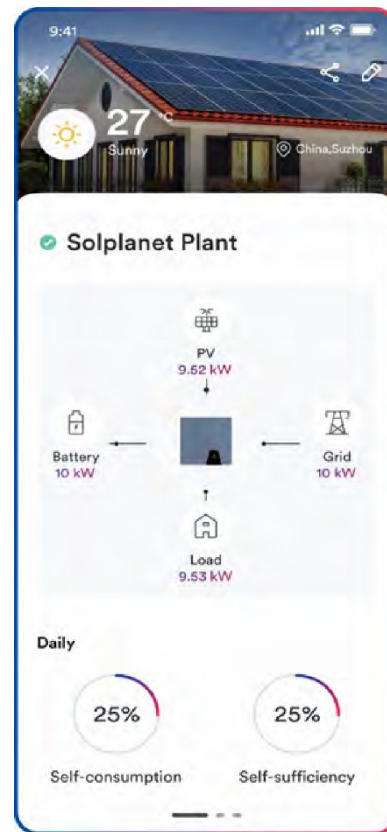 9:41
27 °C
Sunny
China,Suzhou
Solplanet Plant
PV
9.52 kW
Battery
10 kW
Grid
10 kW
Load
9.53 kW
Daily
25%
25%
Self-consumption
Self-sufficiency